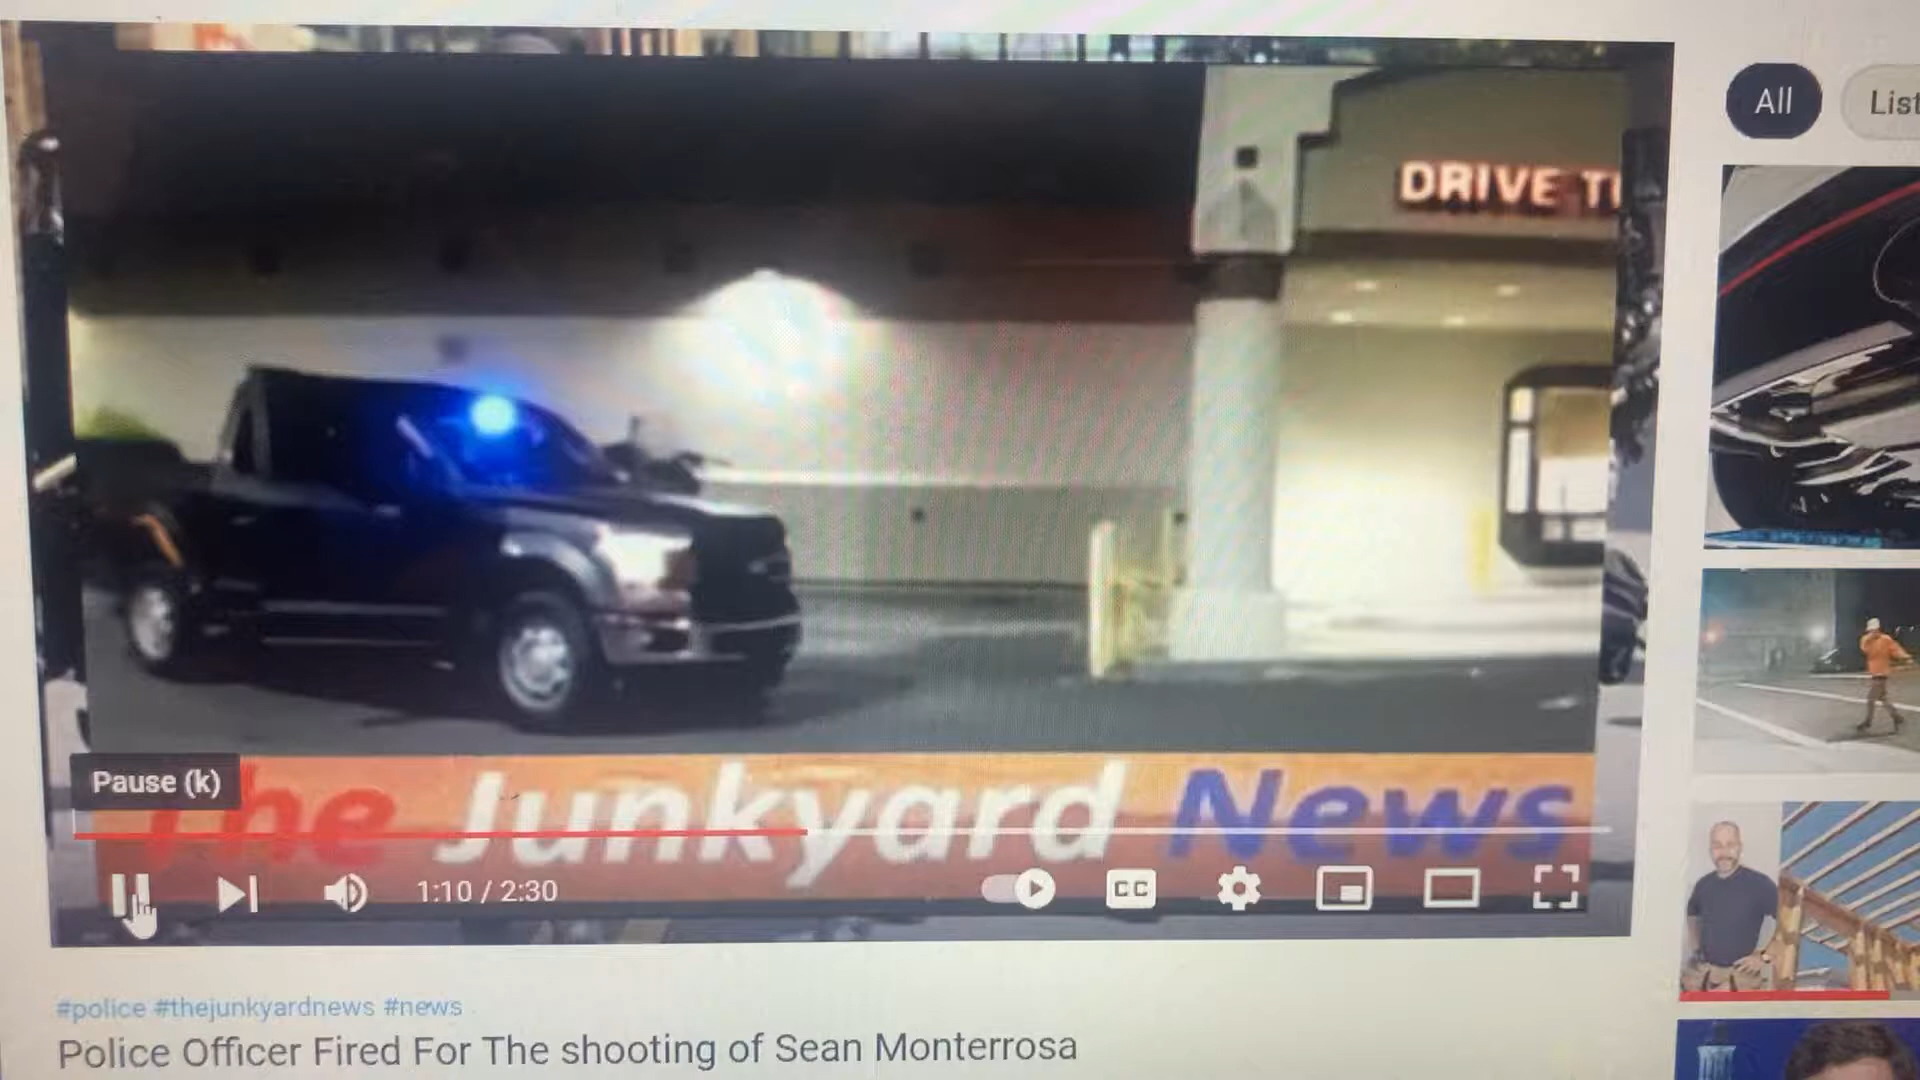 All
List
DRIVE T
Pause (k)
The Junkyard News
1:10 / 2:30
CC
#police #thejunkyardnews #news
Police Officer Fired For The shooting of Sean Monterrosa